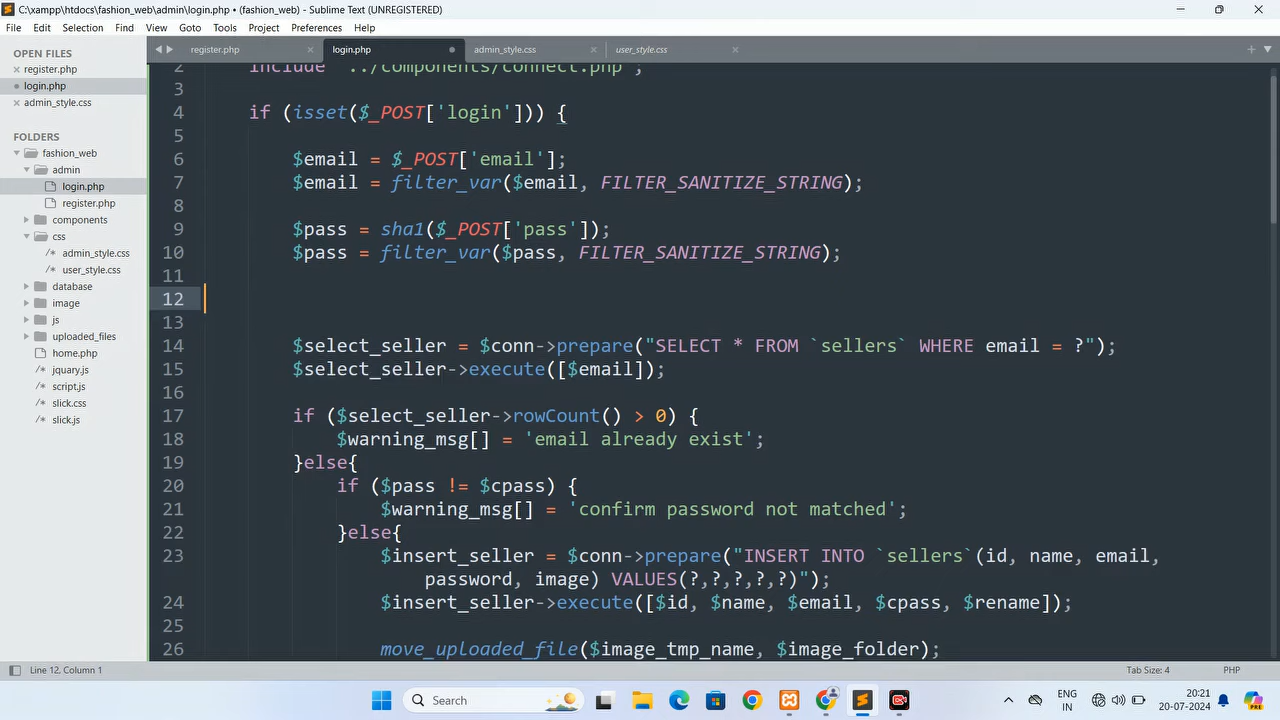 C:\xampp\htdocs\fashion_web\admin\login.php • (fashion_web) - Sublime Text (UNREGISTERED)
File Edit Selection Find View Goto Tools Project Preferences Help
OPEN FILES
register.php
login.php
admin_style.css
FOLDERS
fashion_web
admin
login.php
register.php
components
css
admin_style.css
user_style.css
database
image
js
uploaded_files
home.php
jquary.js
script.js
slick.css
slick.js
register.php login.php admin_style.css user_style.css
2 include '../components/connect.php';
3
4 if (isset($_POST['login'])) {
5
6 $email = $_POST['email'];
7 $email = filter_var($email, FILTER_SANITIZE_STRING);
8
9 $pass = sha1($_POST['pass']);
10 $pass = filter_var($pass, FILTER_SANITIZE_STRING);
11
12
13
14 $select_seller = $conn->prepare("SELECT * FROM `sellers` WHERE email = ?");
15 $select_seller->execute([$email]);
16
17 if ($select_seller->rowCount() > 0) {
18 $warning_msg[] = 'email already exist';
19 }else{
20 if ($pass != $cpass) {
21 $warning_msg[] = 'confirm password not matched';
22 }else{
23 $insert_seller = $conn->prepare("INSERT INTO `sellers`(id, name, email,
password, image) VALUES(?,?,?,?,?)");
24 $insert_seller->execute([$id, $name, $email, $cpass, $rename]);
25
26 move_uploaded_file($image_tmp_name, $image_folder);
Line 12, Column 1 Tab Size: 4 PHP
Search
ENG
IN
20:21
20-07-2024